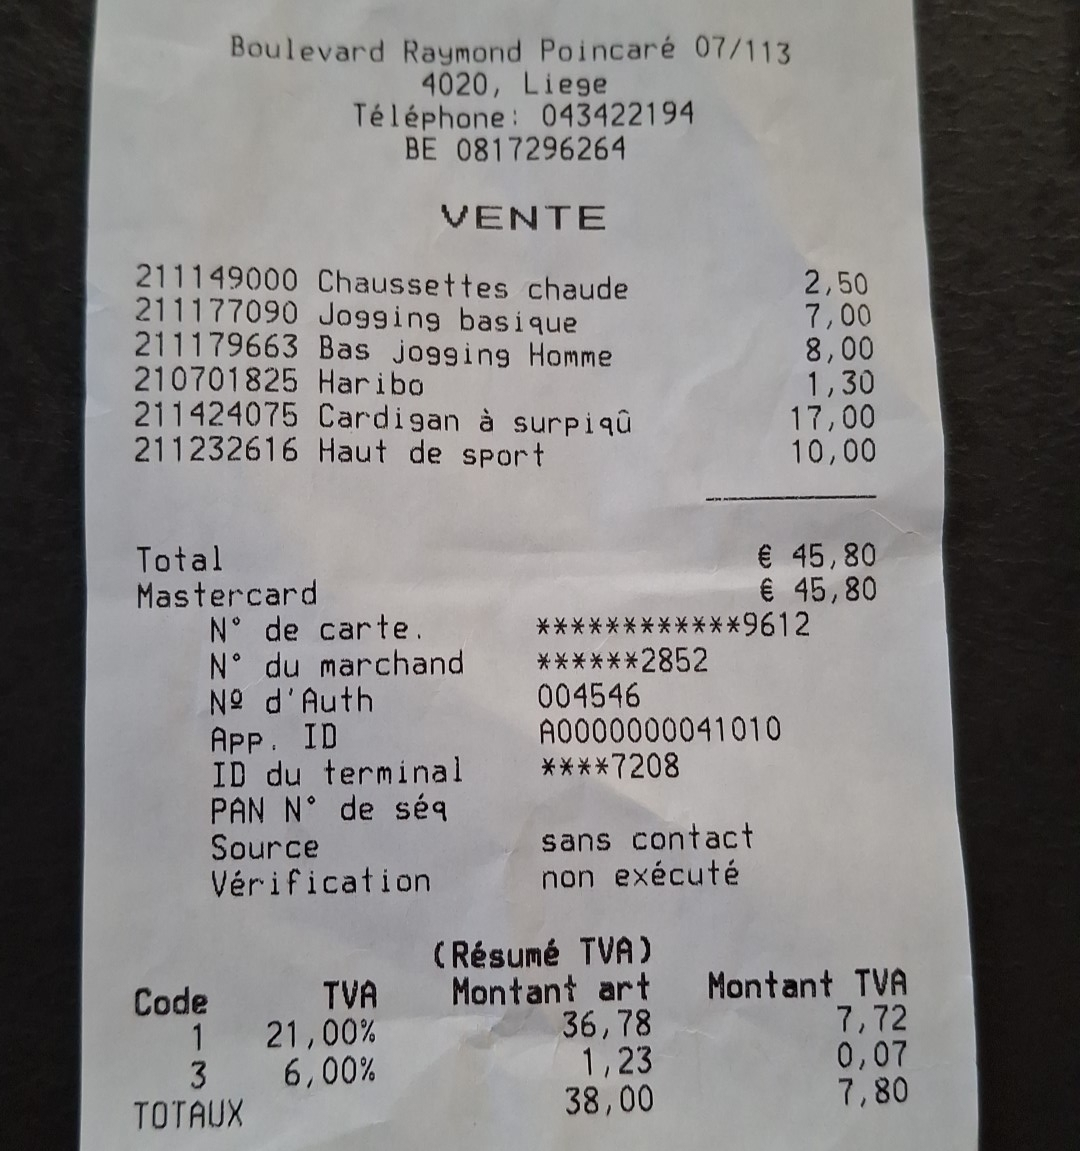 Boulevard Raymond Poincaré 07/113
4020, Liege
Téléphone: 043422194
BE 0817296264
VENTE
211149000 Chaussettes chaude 2,50
211177090 Jogging basique 7,00
211179663 Bas jogging Homme 8,00
210701825 Haribo 1,30
211424075 Cardigan à surpiqû 17,00
211232616 Haut de sport 10,00
Total € 45,80
Mastercard € 45,80
N° de carte. ************9612
N° du marchand ******2852
Nº d'Auth 004546
App. ID A0000000041010
ID du terminal ****7208
PAN N° de séq
Source sans contact
Vérification non exécuté
(Résumé TVA)
Code TVA Montant art Montant TVA
1 21,00% 36,78 7,72
3 6,00% 1,23 0,07
TOTAUX 38,00 7,80